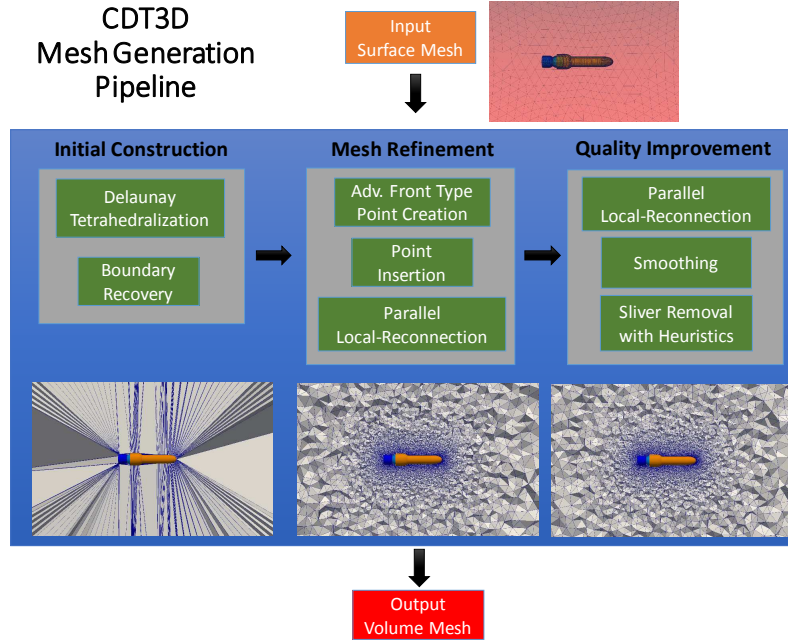 CDT3D
Mesh Generation
Pipeline
Input
Surface Mesh
Initial Construction
Delaunay
Tetrahedralization
Boundary
Recovery
Mesh Refinement
Adv. Front Type
Point Creation
Point
Insertion
Parallel
Local-Reconnection
Quality Improvement
Parallel
Local-Reconnection
Smoothing
Sliver Removal
with Heuristics
Output
Volume Mesh